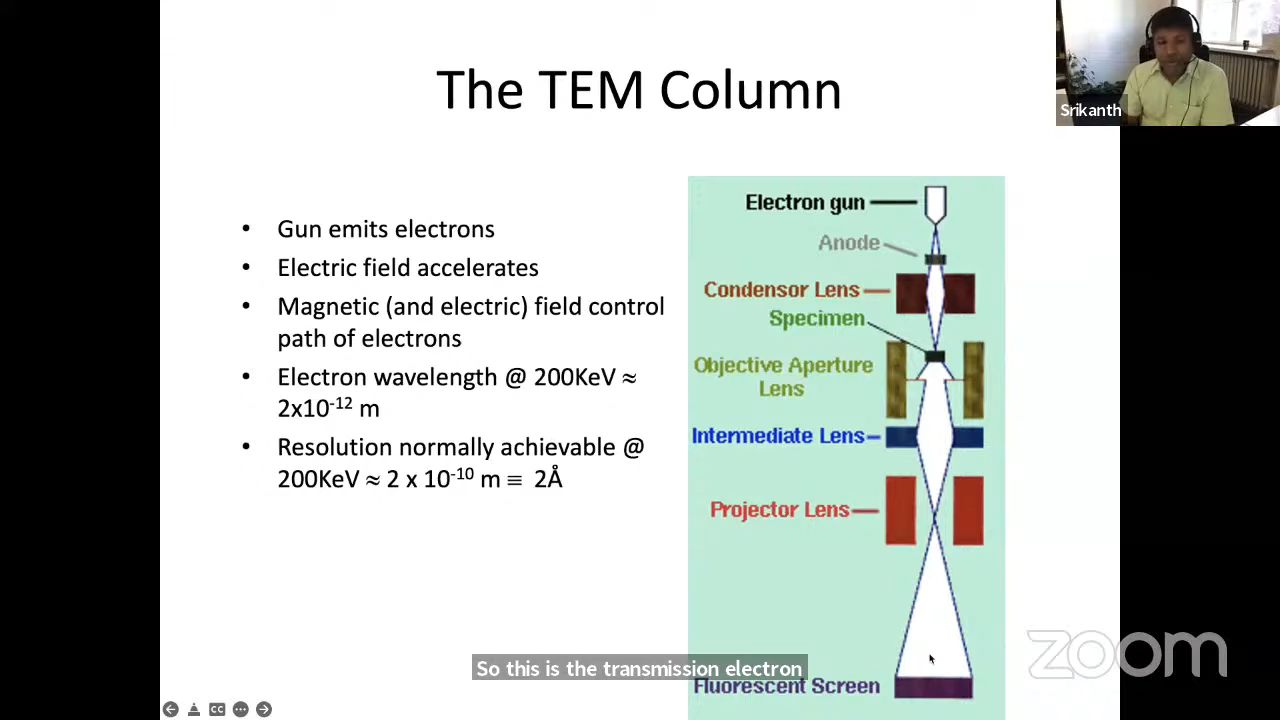 The TEM Column
Srikanth
• Gun emits electrons
• Electric field accelerates
• Magnetic (and electric) field control
path of electrons
• Electron wavelength @ 200KeV ≈
2x10⁻¹² m
• Resolution normally achievable @
200KeV ≈ 2 x 10⁻¹⁰ m ≡ 2Å
Electron gun
Anode
Condensor Lens
Specimen
Objective Aperture
Lens
Intermediate Lens
Projector Lens
Fluorescent Screen
So this is the transmission electron
zoom
CC